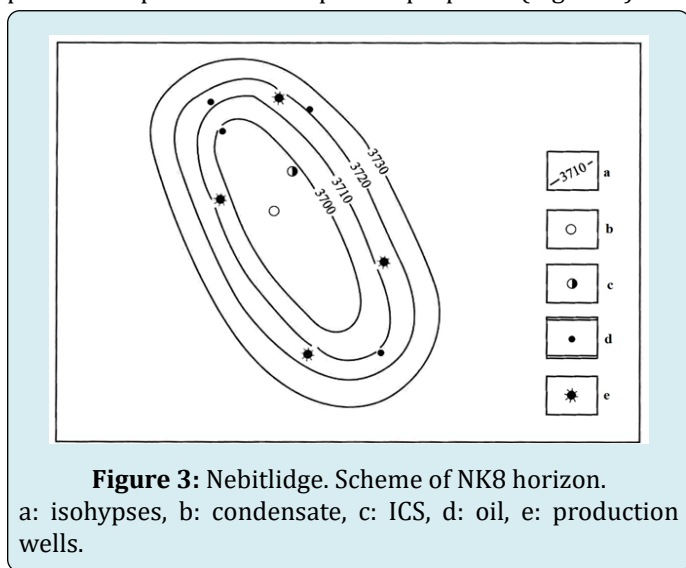 3730
3720
3710
3700
3710
a
b
c
d
e
Figure 3: Nebitlidge. Scheme of NK8 horizon.
a: isohypses, b: condensate, c: ICS, d: oil, e: production
wells.